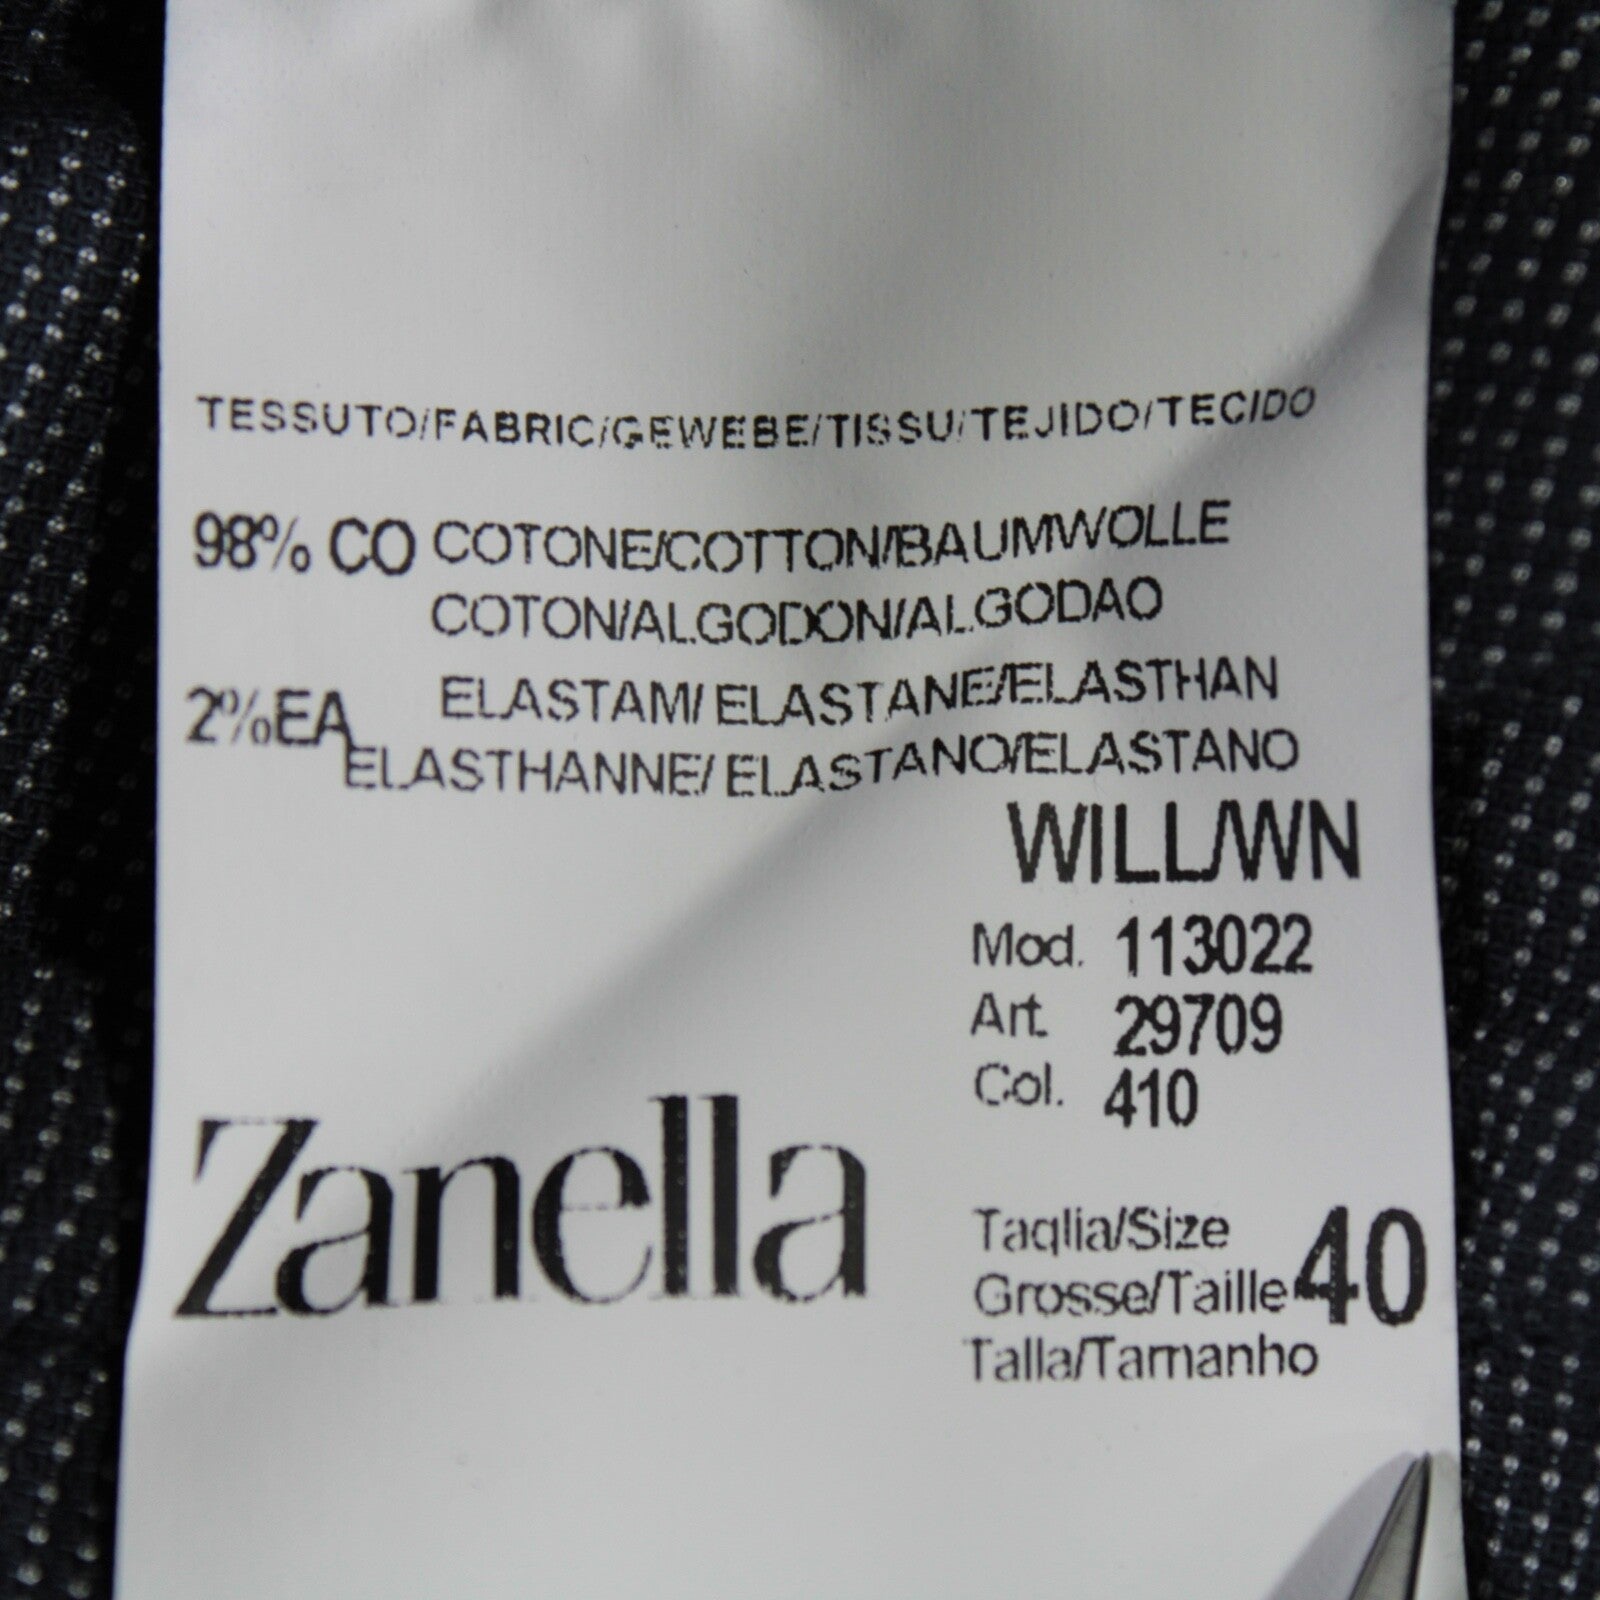 TESSUTO/FABRIC/GEWEBE/TISSU/TEJIDO/TECIDO
98% CO COTONE/COTTON/BAUMWOLLE
COTON/ALGODON/ALGODAO
2%EA ELASTAM/ ELASTANE/ELASTHAN
ELASTHANNE/ ELASTANO/ELASTANO
WILL/WN
Mod. 113022
Art. 29709
Col. 410
Zanella
Taglia/Size
Grosse/Taille 40
Talla/Tamanho